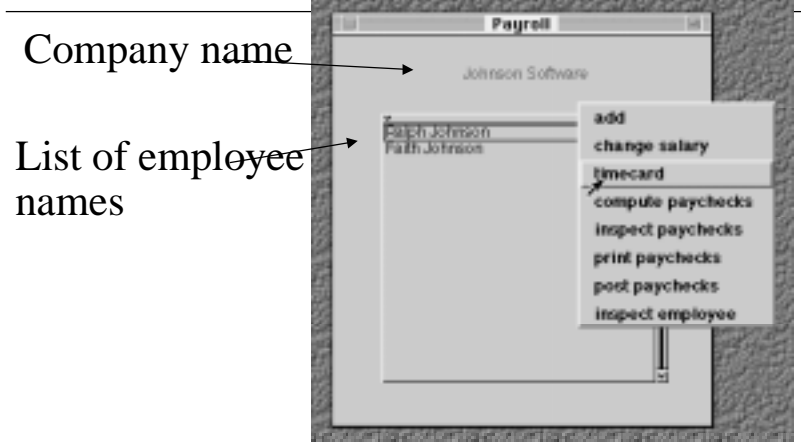 Payroll
Company name
Johnson Software
add
Ralph Johnson
change salary
Faith Johnson
List of employee
names
timecard
compute paychecks
inspect paychecks
print paychecks
post paychecks
inspect employee